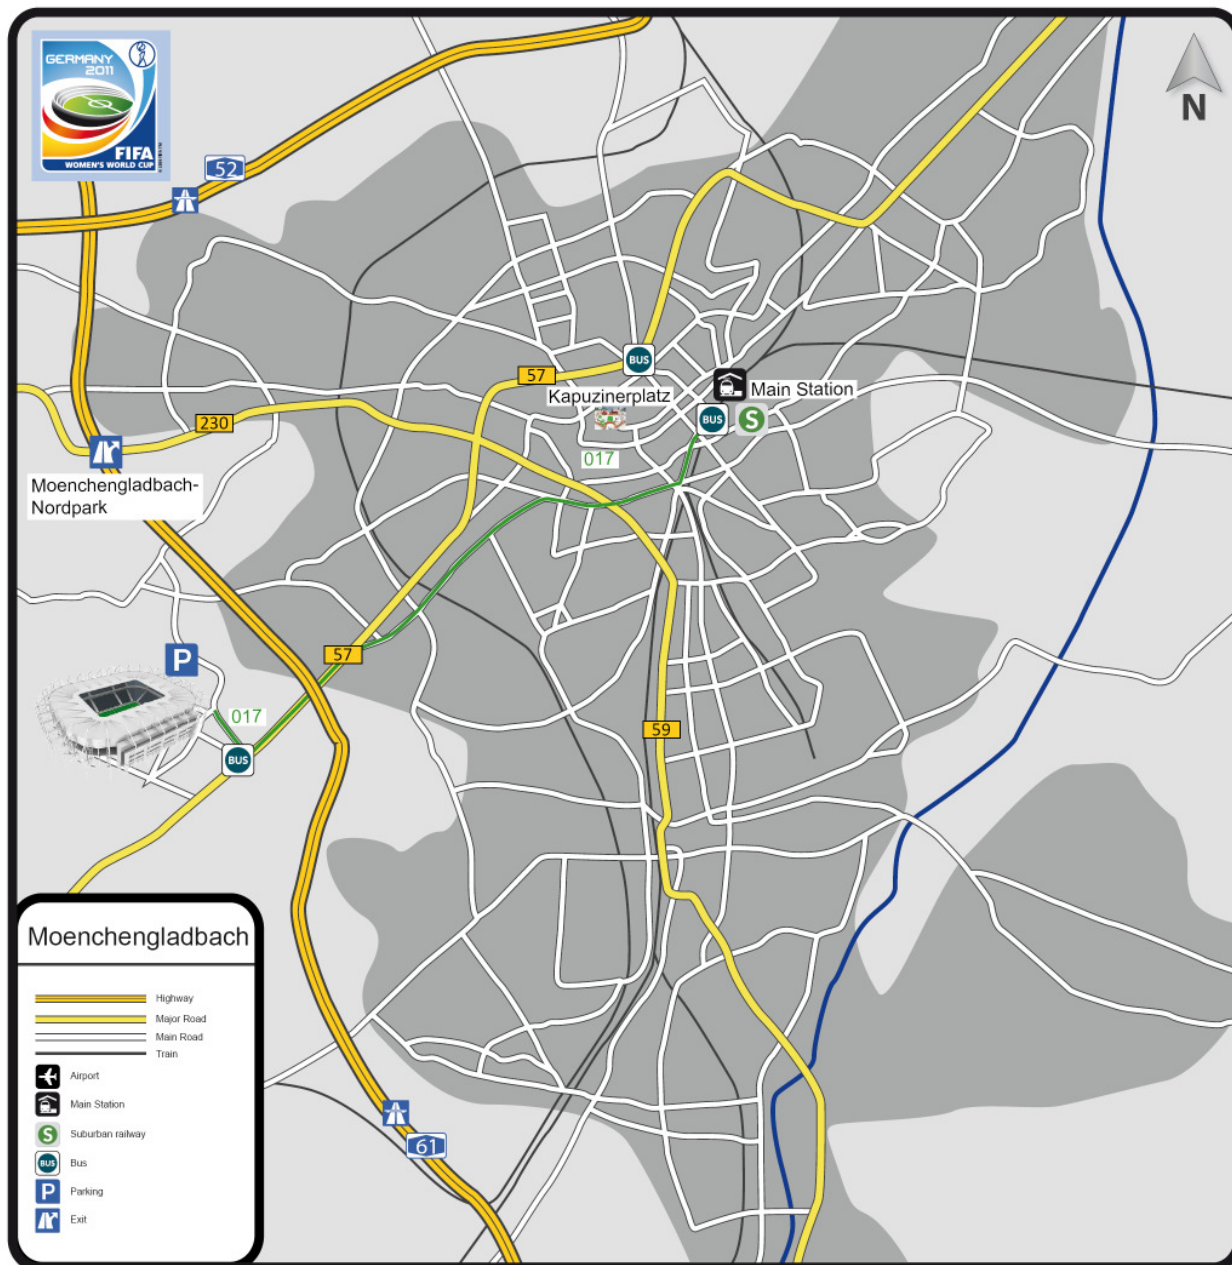 GERMANY
2011
FIFA
WOMEN'S WORLD CUP
52
N
BUS
57
Kapuzinerplatz
Main Station
BUS
S
230
017
Moenchengladbach-
Nordpark
57
P
017
BUS
59
61
Moenchengladbach
Highway
Major Road
Main Road
Train
Airport
Main Station
S Suburban railway
BUS Bus
P Parking
Exit